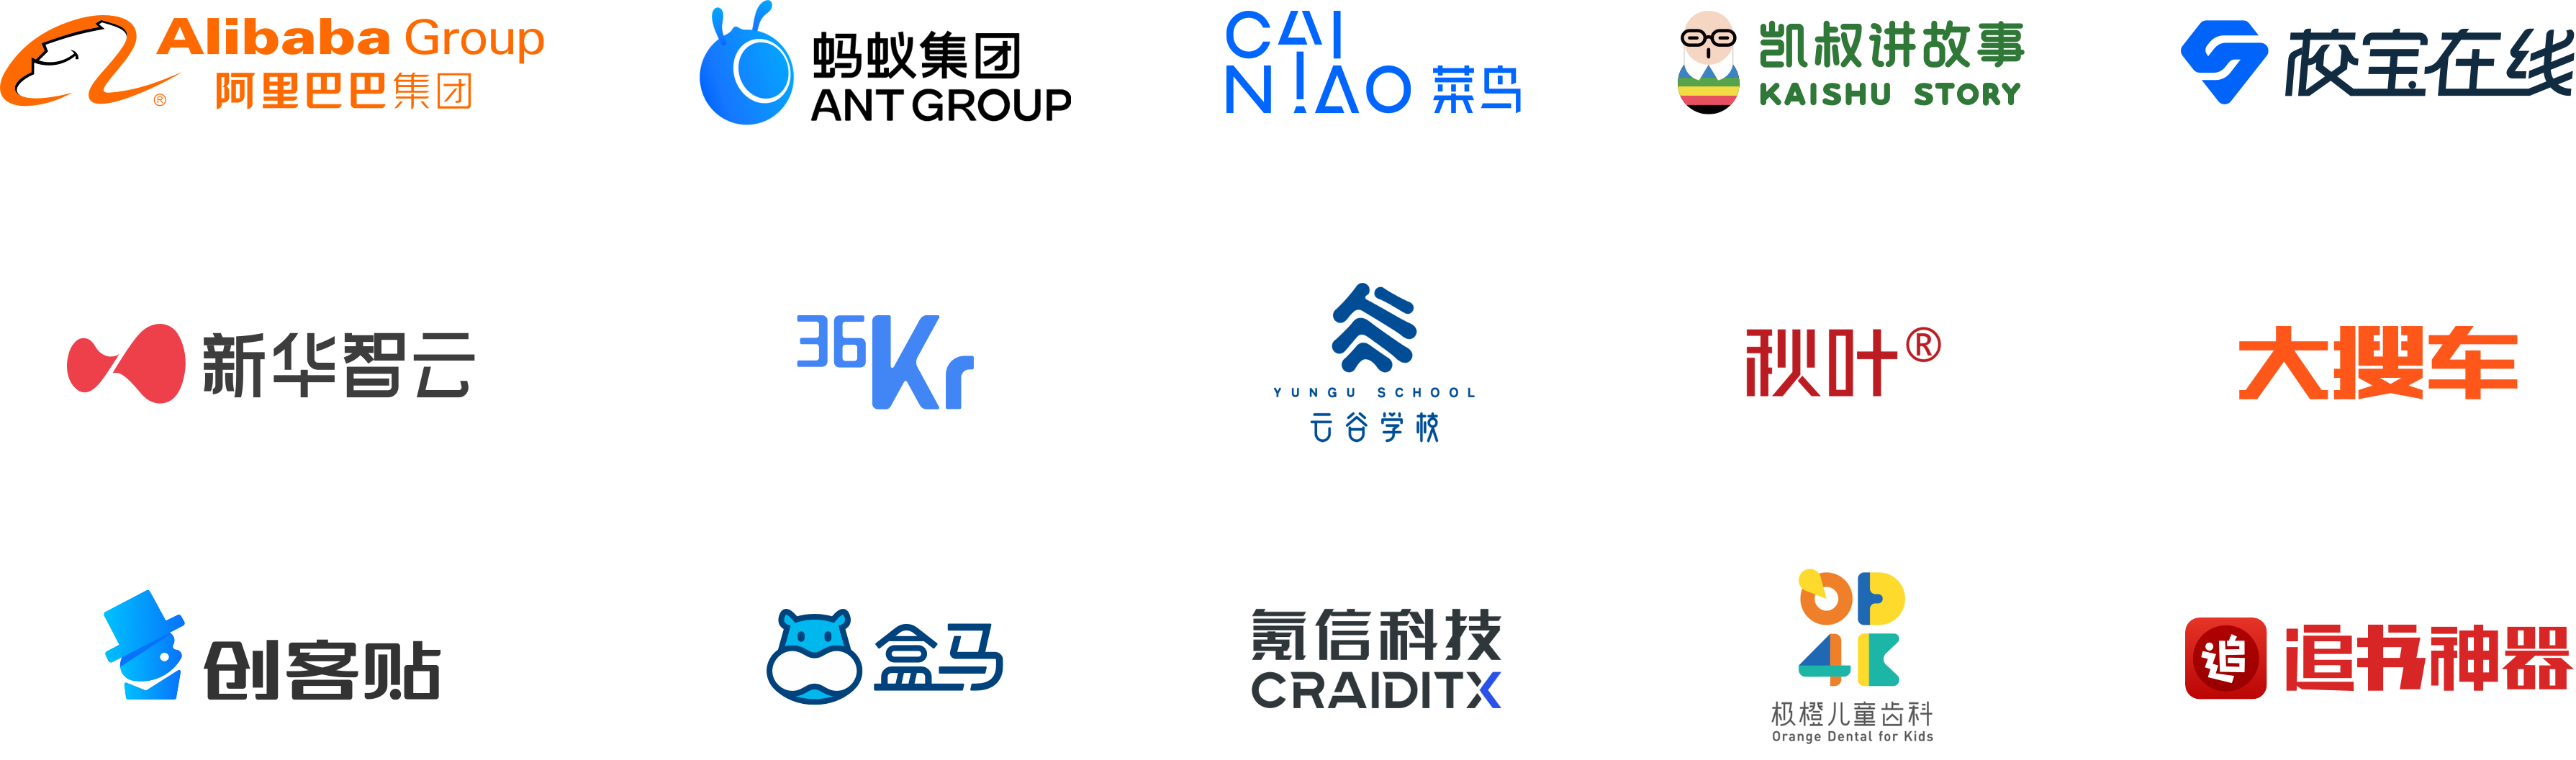 Alibaba Group
阿里巴巴集团
®
蚂蚁集团
ANT GROUP
CAI
NIAO 菜鸟
凯叔讲故事
KAISHU STORY
校宝在线
新华智云
36Kr
YUNGU SCHOOL
云谷学校
秋叶®
大搜车
创客贴
盒马
氪信科技
CRAIDITX
OD
4K
极橙儿童齿科
Orange Dental for Kids
追
追书神器